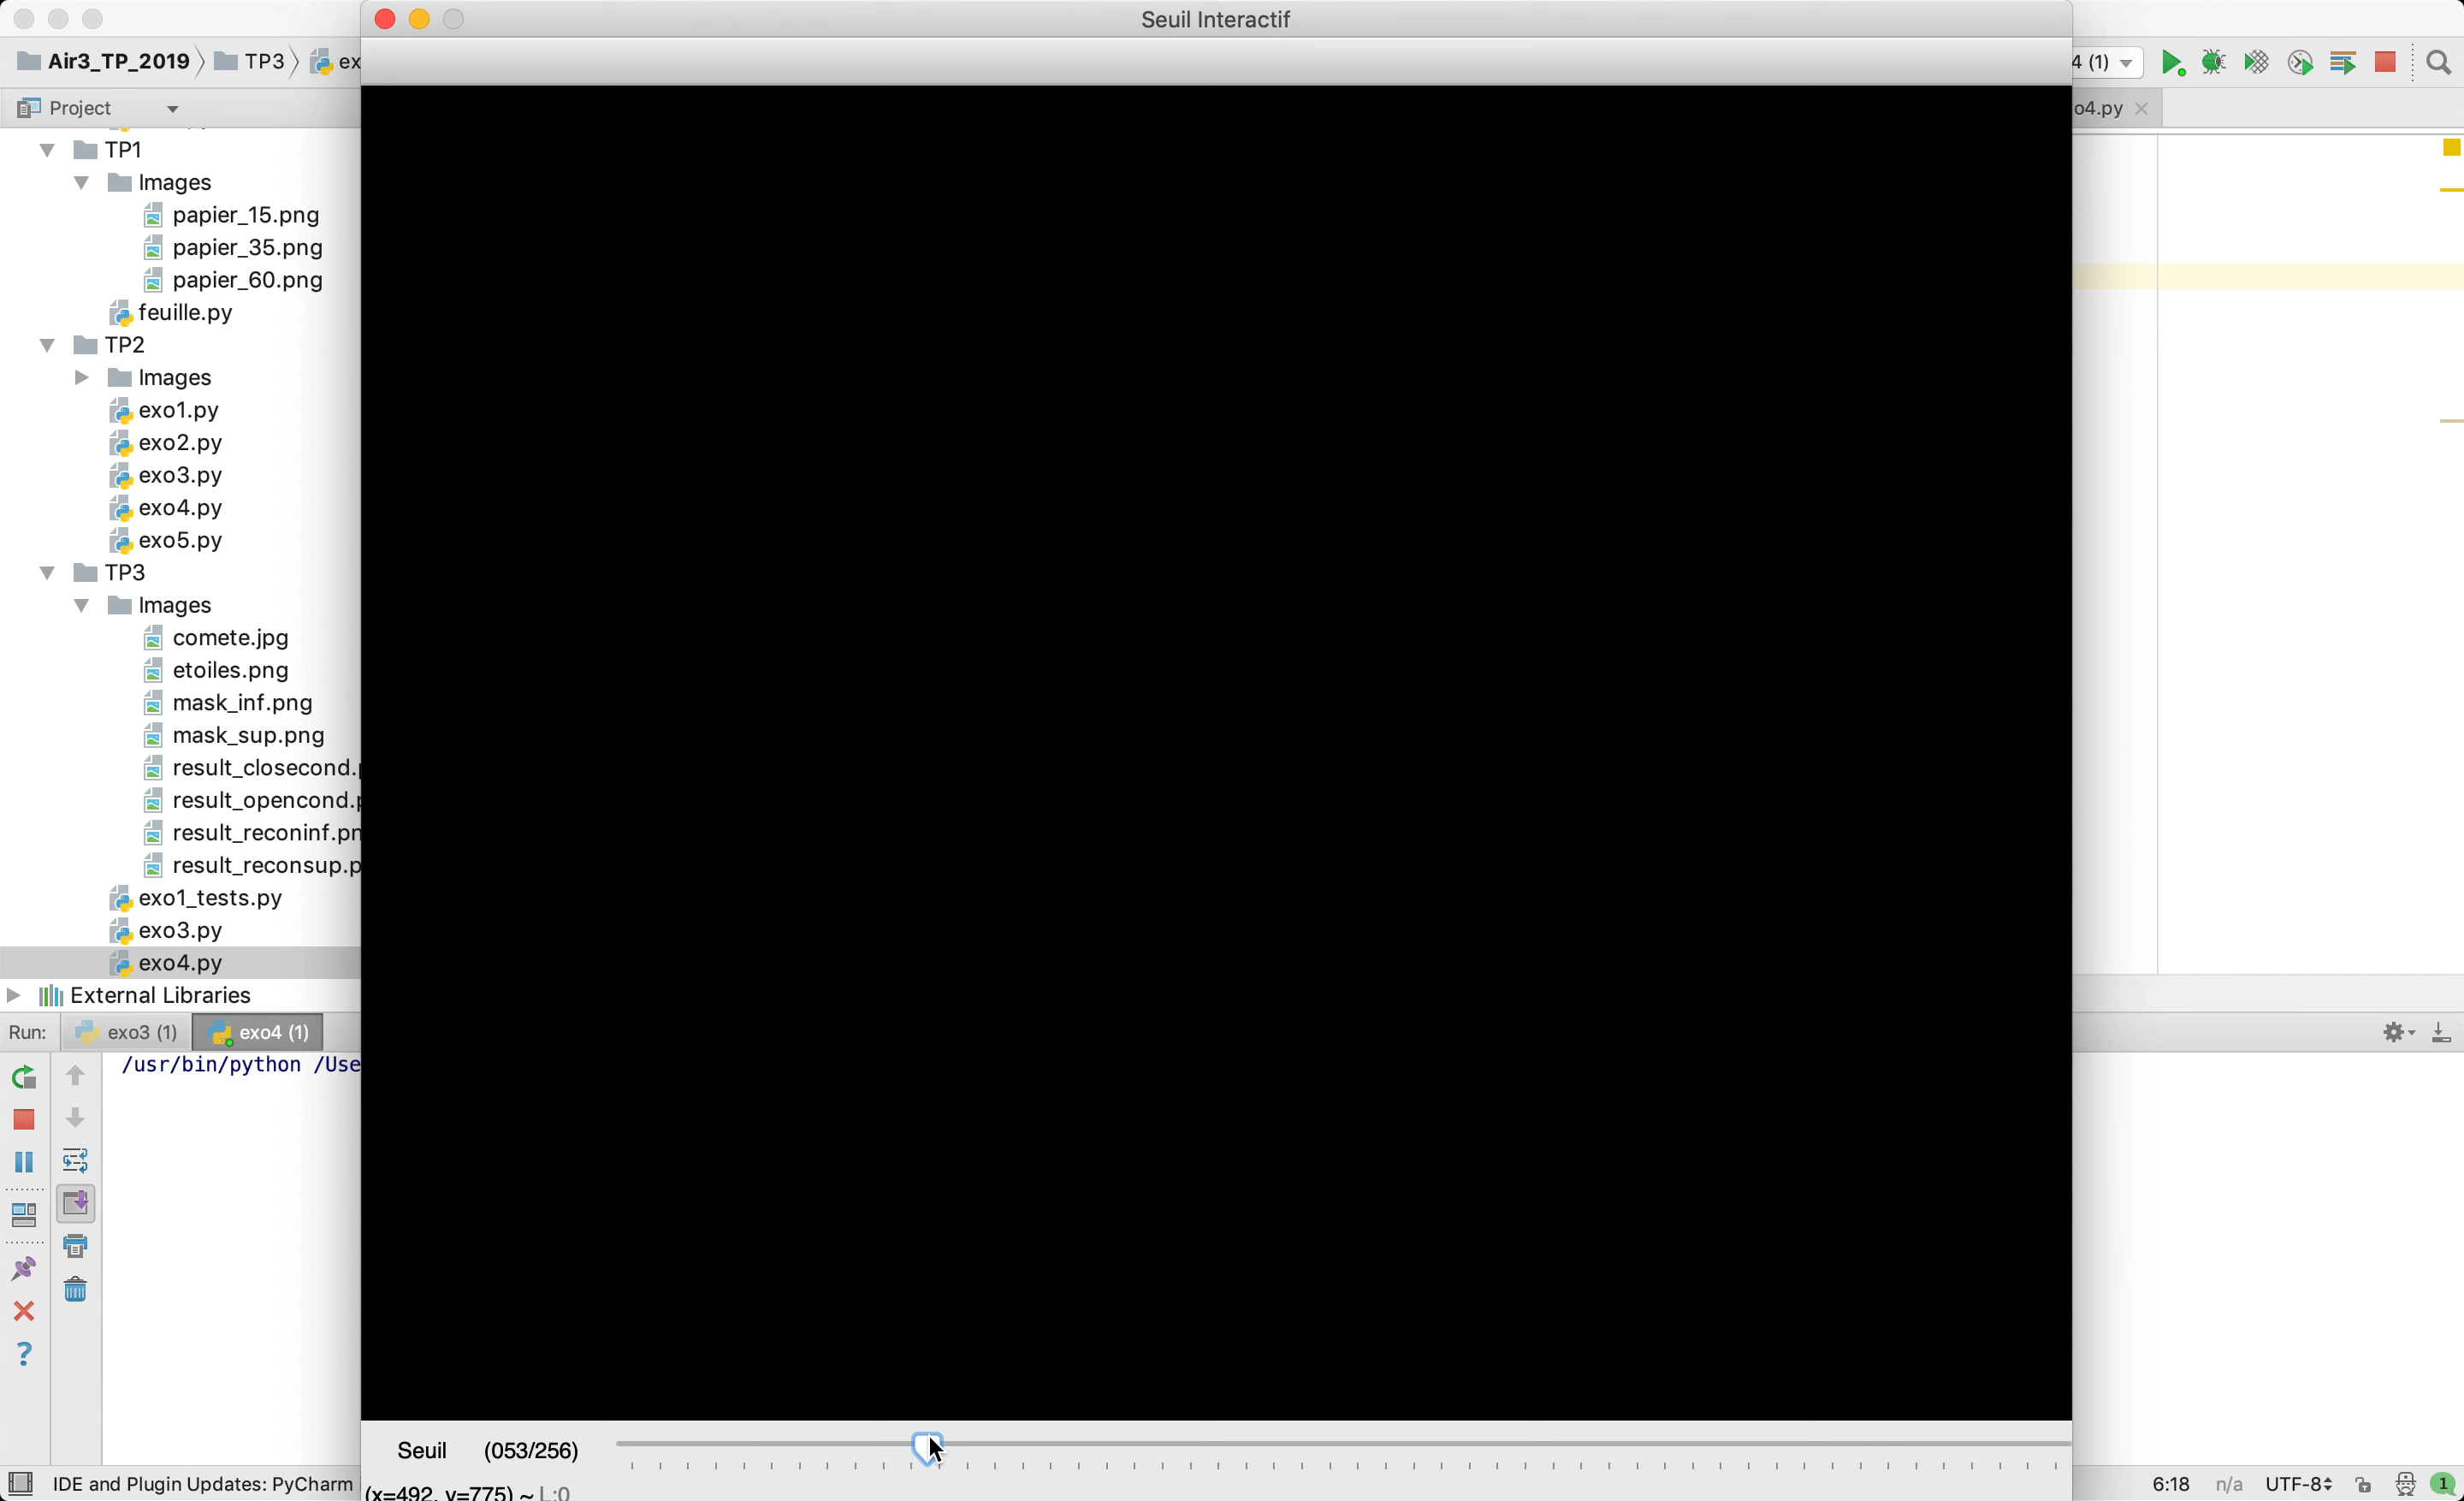 Seuil Interactif
Air3_TP_2019
TP3
ex
4 (1)
Project
o4.py
TP1
Images
papier_15.png
papier_35.png
papier_60.png
feuille.py
TP2
Images
exo1.py
exo2.py
exo3.py
exo4.py
exo5.py
TP3
Images
comete.jpg
etoiles.png
mask_inf.png
mask_sup.png
result_closecond.p
result_opencond.p
result_reconinf.pn
result_reconsup.p
exo1_tests.py
exo3.py
exo4.py
External Libraries
Run:
exo3 (1)
exo4 (1)
/usr/bin/python /Use
Seuil (053/256)
IDE and Plugin Updates: PyCharm
(x=492, y=775) ~ L:0
6:18
n/a
UTF-8
1